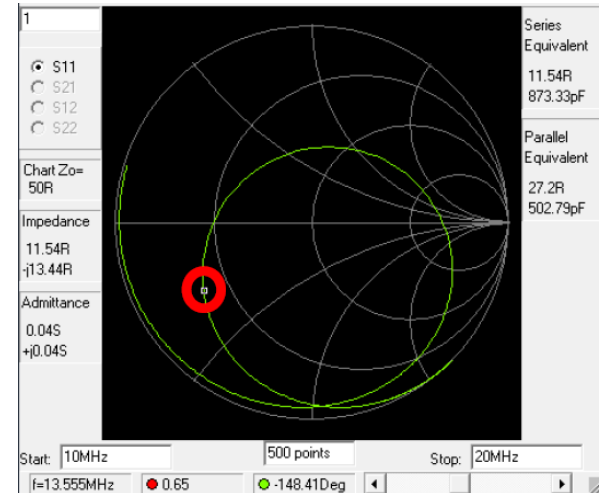 1
S11
S21
S12
S22
Chart Zo=
50R
Impedance
11.54R
-j13.44R
Admittance
0.04S
+j0.04S
Series
Equivalent
11.54R
873.33pF
Parallel
Equivalent
27.2R
502.79pF
Start: 10MHz 500 points Stop: 20MHz
f=13.555MHz 0.65 -148.41Deg